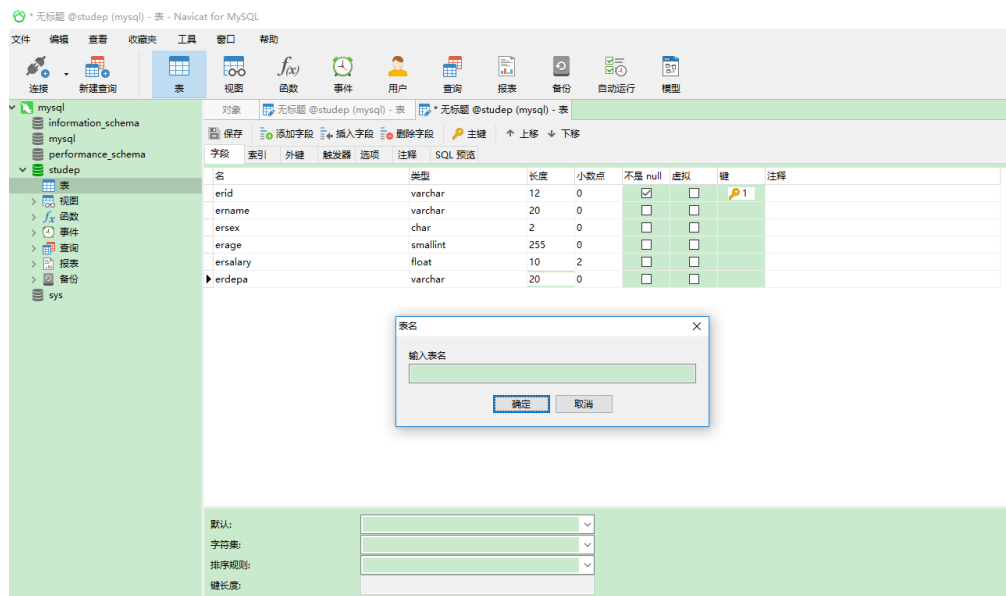 * 无标题 @studep (mysql) - 表 - Navicat for MySQL
文件 编辑 查看 收藏夹 工具 窗口 帮助
连接 新建查询 表 视图 函数 事件 用户 查询 报表 备份 自动运行 模型
mysql
information_schema
mysql
performance_schema
studep
表
视图
函数
事件
查询
报表
备份
sys
对象 无标题 @studep (mysql) - 表 * 无标题 @studep (mysql) - 表
保存 添加字段 插入字段 删除字段 主键 上移 下移
字段 索引 外键 触发器 选项 注释 SQL 预览
名 类型 长度 小数点 不是 null 虚拟 键 注释
erid varchar 12 0 1
ername varchar 20 0
ersex char 2 0
erage smallint 255 0
ersalary float 10 2
erdepa varchar 20 0
表名
输入表名
确定 取消
默认:
字符集:
排序规则:
键长度: